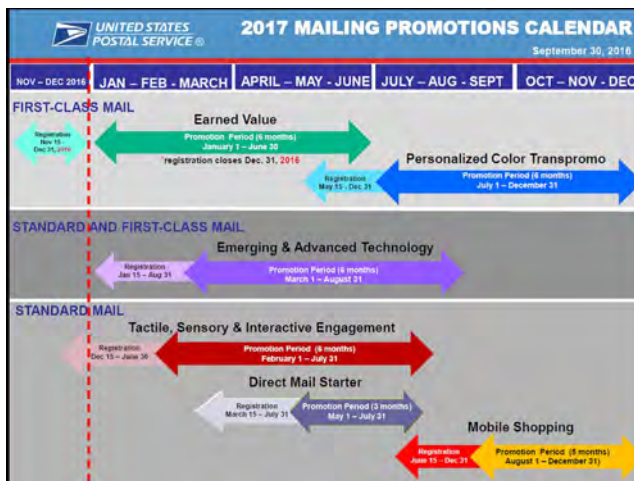 UNITED STATES
POSTAL SERVICE ®
2017 MAILING PROMOTIONS CALENDAR
September 30, 2016
NOV – DEC 2016
JAN – FEB - MARCH
APRIL – MAY - JUNE
JULY – AUG - SEPT
OCT – NOV - DEC
FIRST-CLASS MAIL
Earned Value
Registration
Nov 15 -
Dec 31, 2016
Promotion Period (6 months)
January 1 – June 30
*registration closes Dec. 31, 2016
Personalized Color Transpromo
Registration
May 15 - Dec 31
Promotion Period (6 months)
July 1 – December 31
STANDARD AND FIRST-CLASS MAIL
Emerging & Advanced Technology
Registration
Jan 15 – Aug 31
Promotion Period (6 months)
March 1 – August 31
STANDARD MAIL
Tactile, Sensory & Interactive Engagement
Registration
Dec 15 – June 30
Promotion Period (6 months)
February 1 – July 31
Direct Mail Starter
Registration
March 15 – July 31
Promotion Period (3 months)
May 1 – July 31
Mobile Shopping
Registration
June 15 – Dec 31
Promotion Period (5 months)
August 1 – December 31)